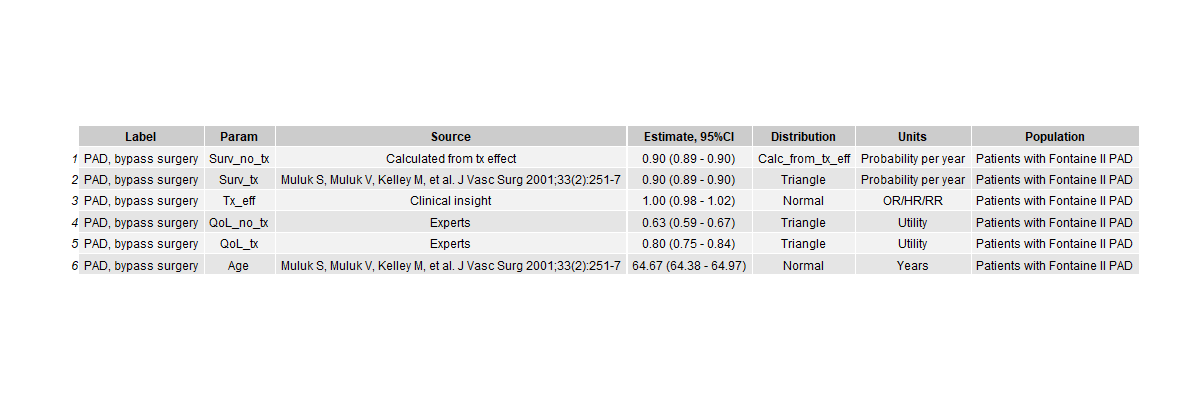 Label Param Source Estimate, 95%CI Distribution Units Population
1 PAD, bypass surgery Surv_no_tx Calculated from tx effect 0.90 (0.89 - 0.90) Calc_from_tx_eff Probability per year Patients with Fontaine II PAD
2 PAD, bypass surgery Surv_tx Muluk S, Muluk V, Kelley M, et al. J Vasc Surg 2001;33(2):251-7 0.90 (0.89 - 0.90) Triangle Probability per year Patients with Fontaine II PAD
3 PAD, bypass surgery Tx_eff Clinical insight 1.00 (0.98 - 1.02) Normal OR/HR/RR Patients with Fontaine II PAD
4 PAD, bypass surgery QoL_no_tx Experts 0.63 (0.59 - 0.67) Triangle Utility Patients with Fontaine II PAD
5 PAD, bypass surgery QoL_tx Experts 0.80 (0.75 - 0.84) Triangle Utility Patients with Fontaine II PAD
6 PAD, bypass surgery Age Muluk S, Muluk V, Kelley M, et al. J Vasc Surg 2001;33(2):251-7 64.67 (64.38 - 64.97) Normal Years Patients with Fontaine II PAD